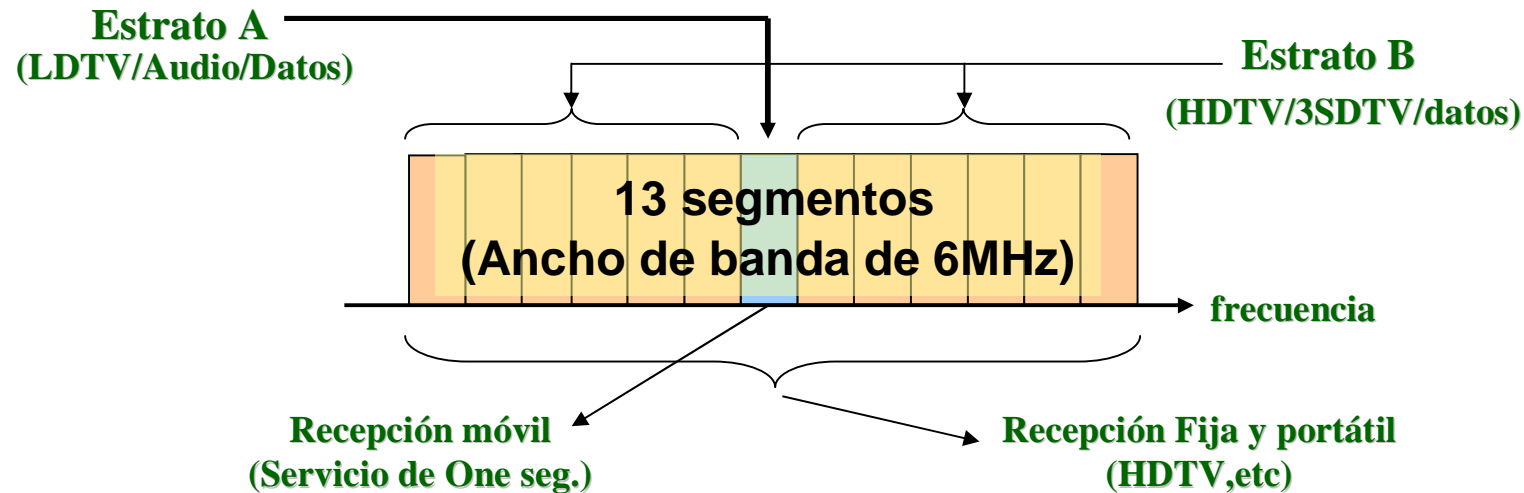 Estrato A
(LDTV/Audio/Datos)
Estrato B
(HDTV/3SDTV/datos)
13 segmentos
(Ancho de banda de 6MHz)
frecuencia
Recepción móvil
(Servicio de One seg.)
Recepción Fija y portátil
(HDTV,etc)